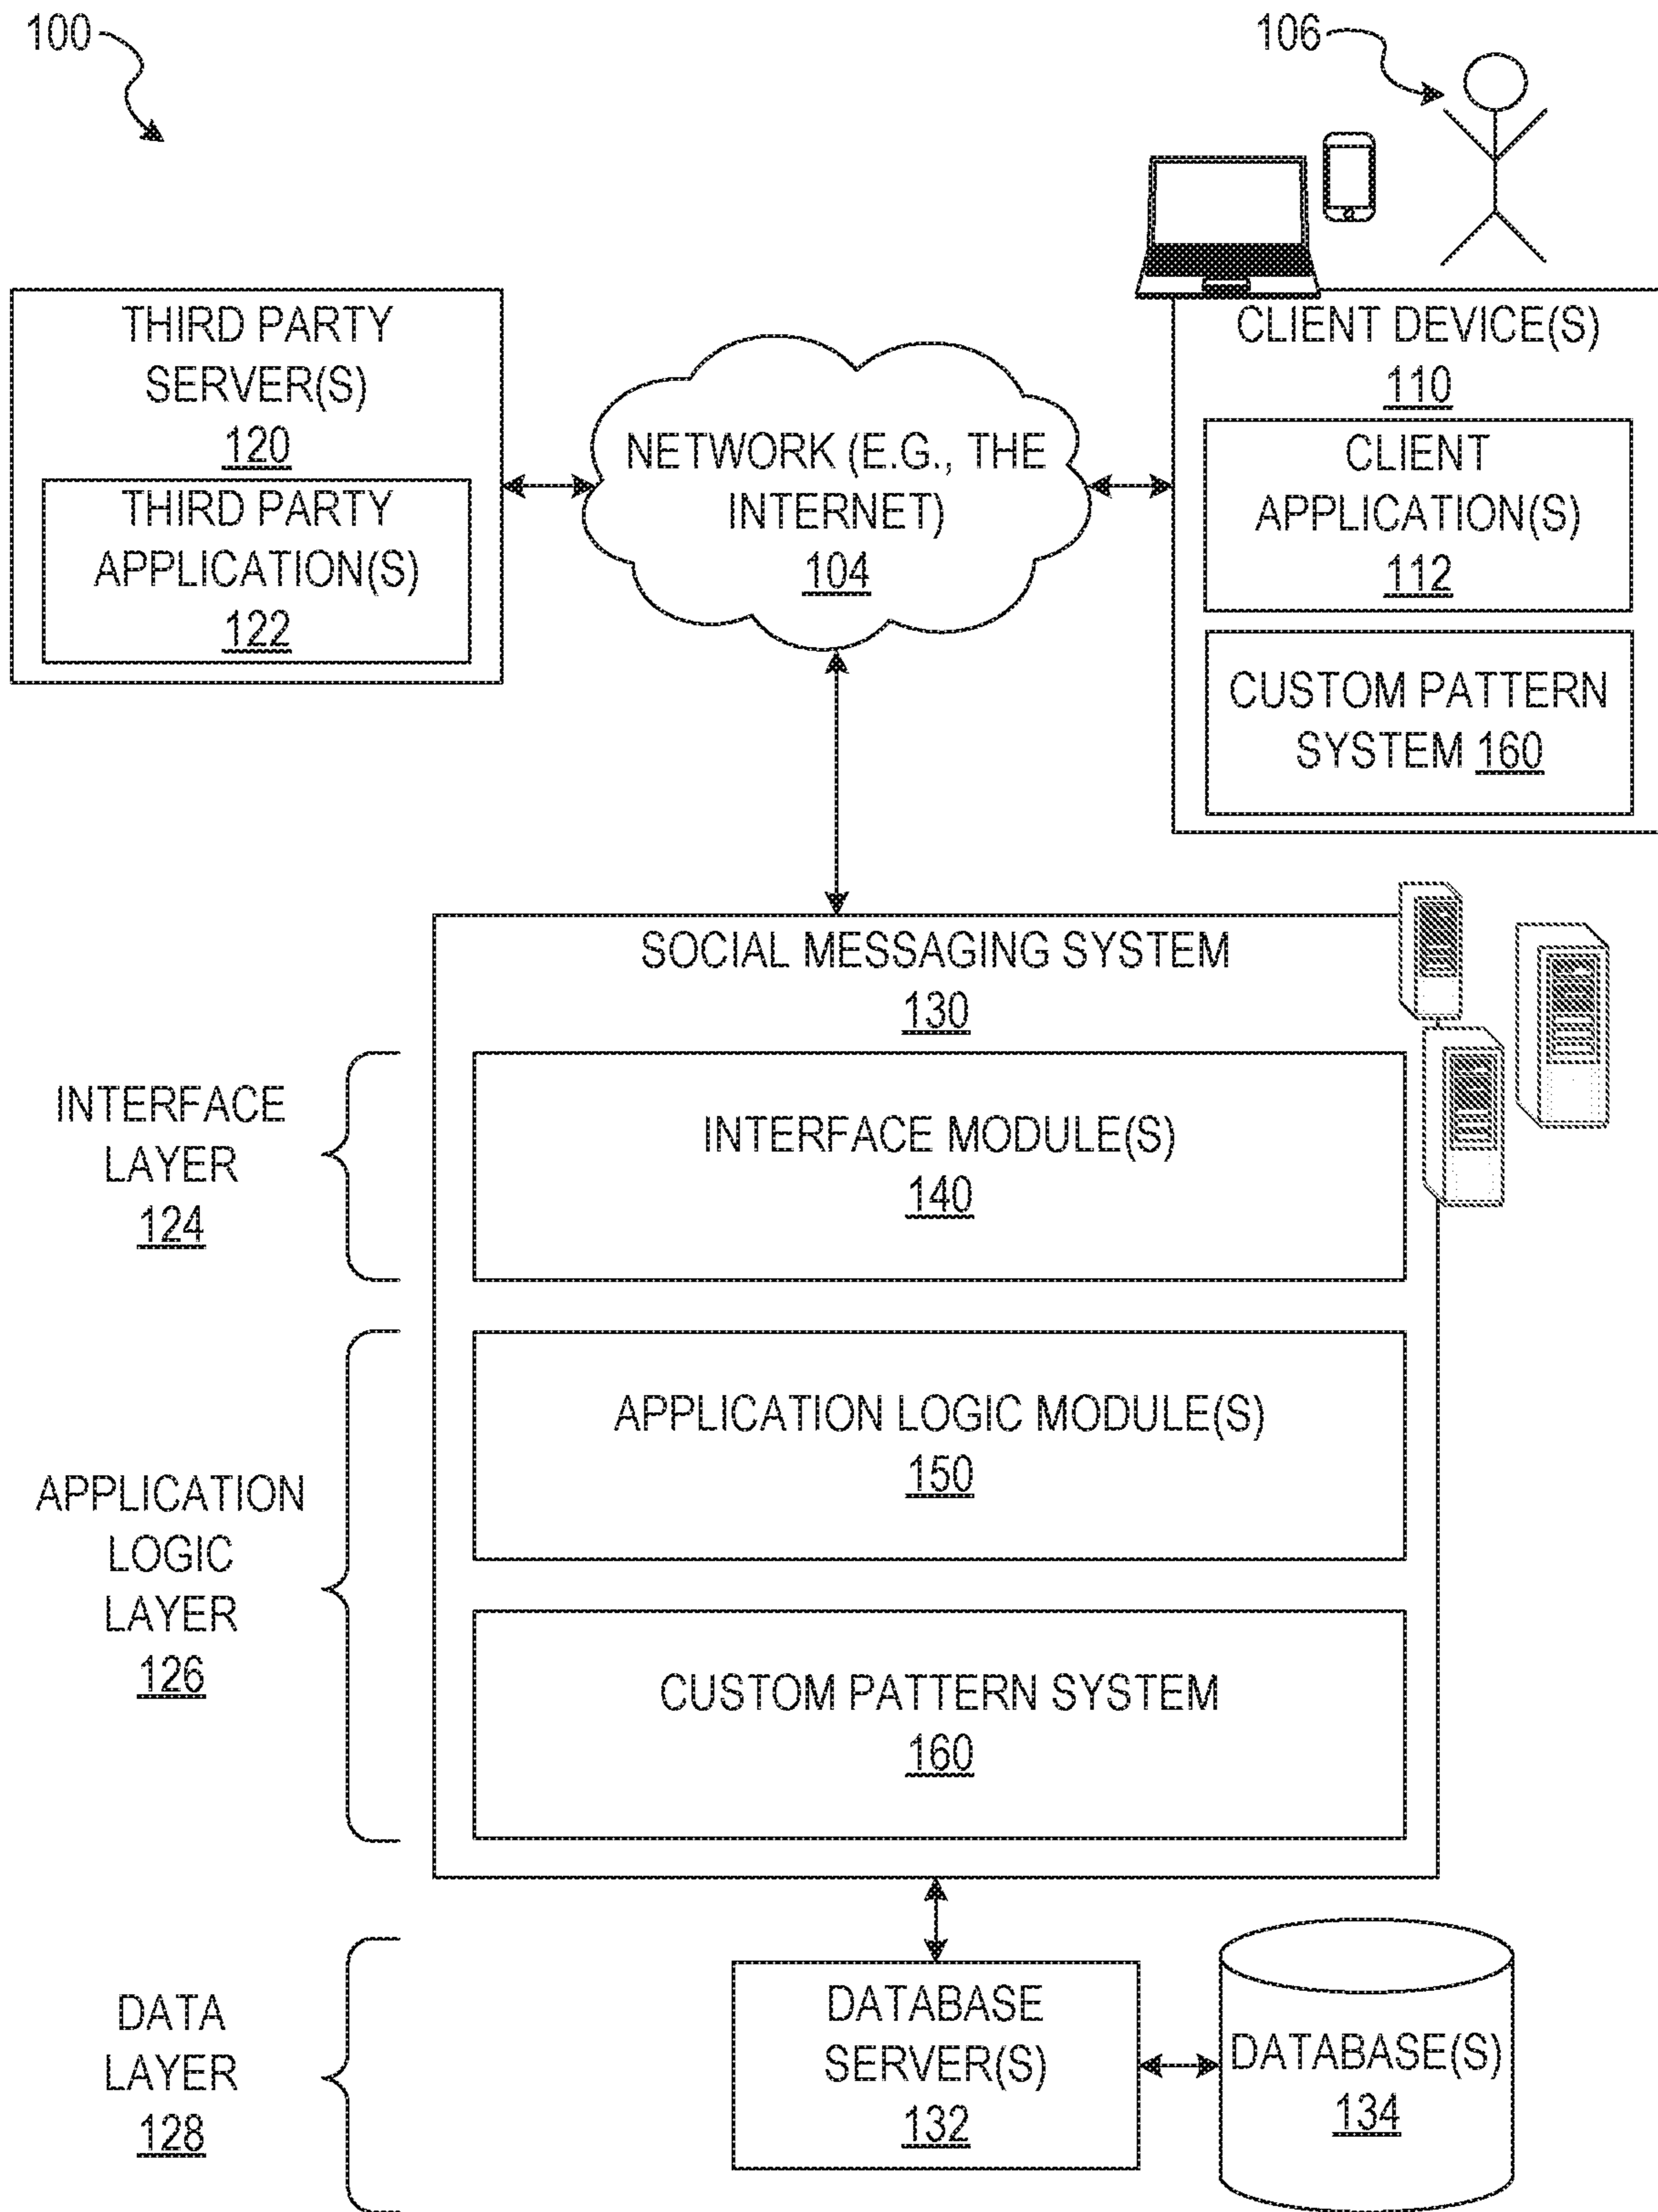 100
106
THIRD PARTY
SERVER(S)
120
THIRD PARTY
APPLICATION(S)
122
NETWORK (E.G., THE
INTERNET)
104
CLIENT DEVICE(S)
110
CLIENT
APPLICATION(S)
112
CUSTOM PATTERN
SYSTEM 160
SOCIAL MESSAGING SYSTEM
130
INTERFACE
LAYER
124
INTERFACE MODULE(S)
140
APPLICATION
LOGIC
LAYER
126
APPLICATION LOGIC MODULE(S)
150
CUSTOM PATTERN SYSTEM
160
DATA
LAYER
128
DATABASE
SERVER(S)
132
DATABASE(S)
134